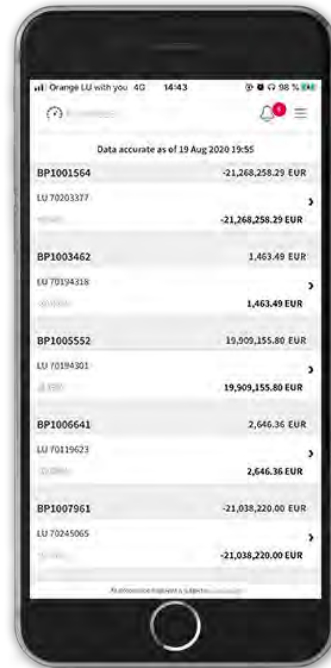 Orange LU with you 4G 14:43 98 %
6
Data accurate as of 19 Aug 2020 19:55
BP1001564 -21,268,258.29 EUR
LU 70203377
-21,268,258.29 EUR
BP1003462 1,463.49 EUR
LU 70194318
1,463.49 EUR
BP1005552 19,909,155.80 EUR
LU 70194301
19,909,155.80 EUR
BP1006641 2,646.36 EUR
LU 70119623
2,646.36 EUR
BP1007961 -21,038,220.00 EUR
LU 70245065
-21,038,220.00 EUR